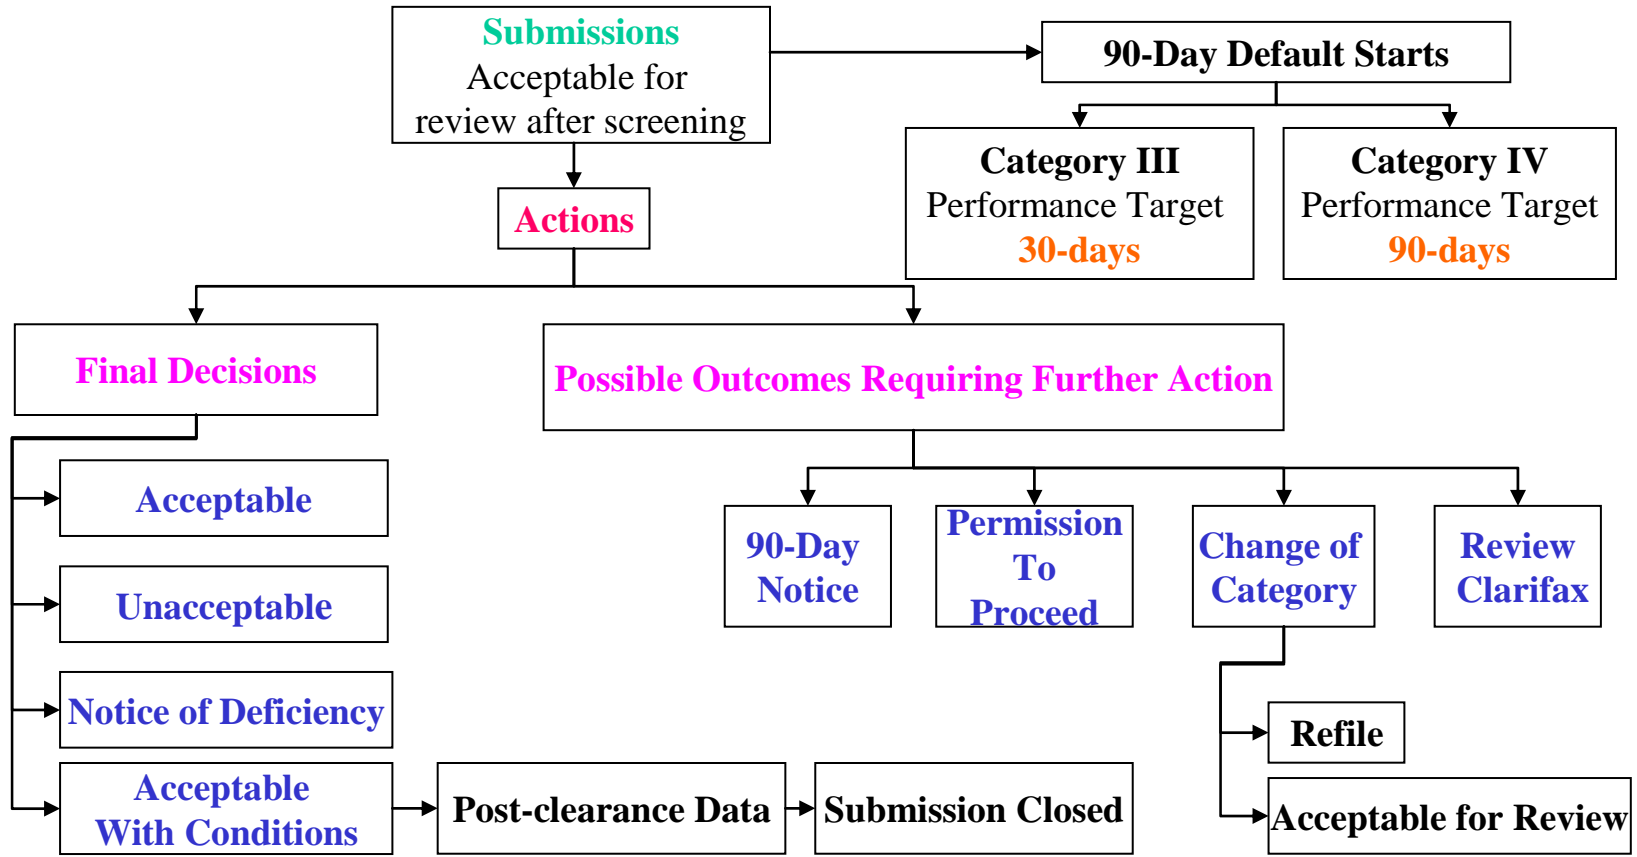 Submissions
Acceptable for
review after screening
90-Day Default Starts
Category III
Performance Target
30-days
Category IV
Performance Target
90-days
Actions
Final Decisions
Possible Outcomes Requiring Further Action
Acceptable
Unacceptable
Notice of Deficiency
Acceptable
With Conditions
Post-clearance Data
Submission Closed
90-Day
Notice
Permission
To
Proceed
Change of
Category
Review
Clarifax
Refile
Acceptable for Review